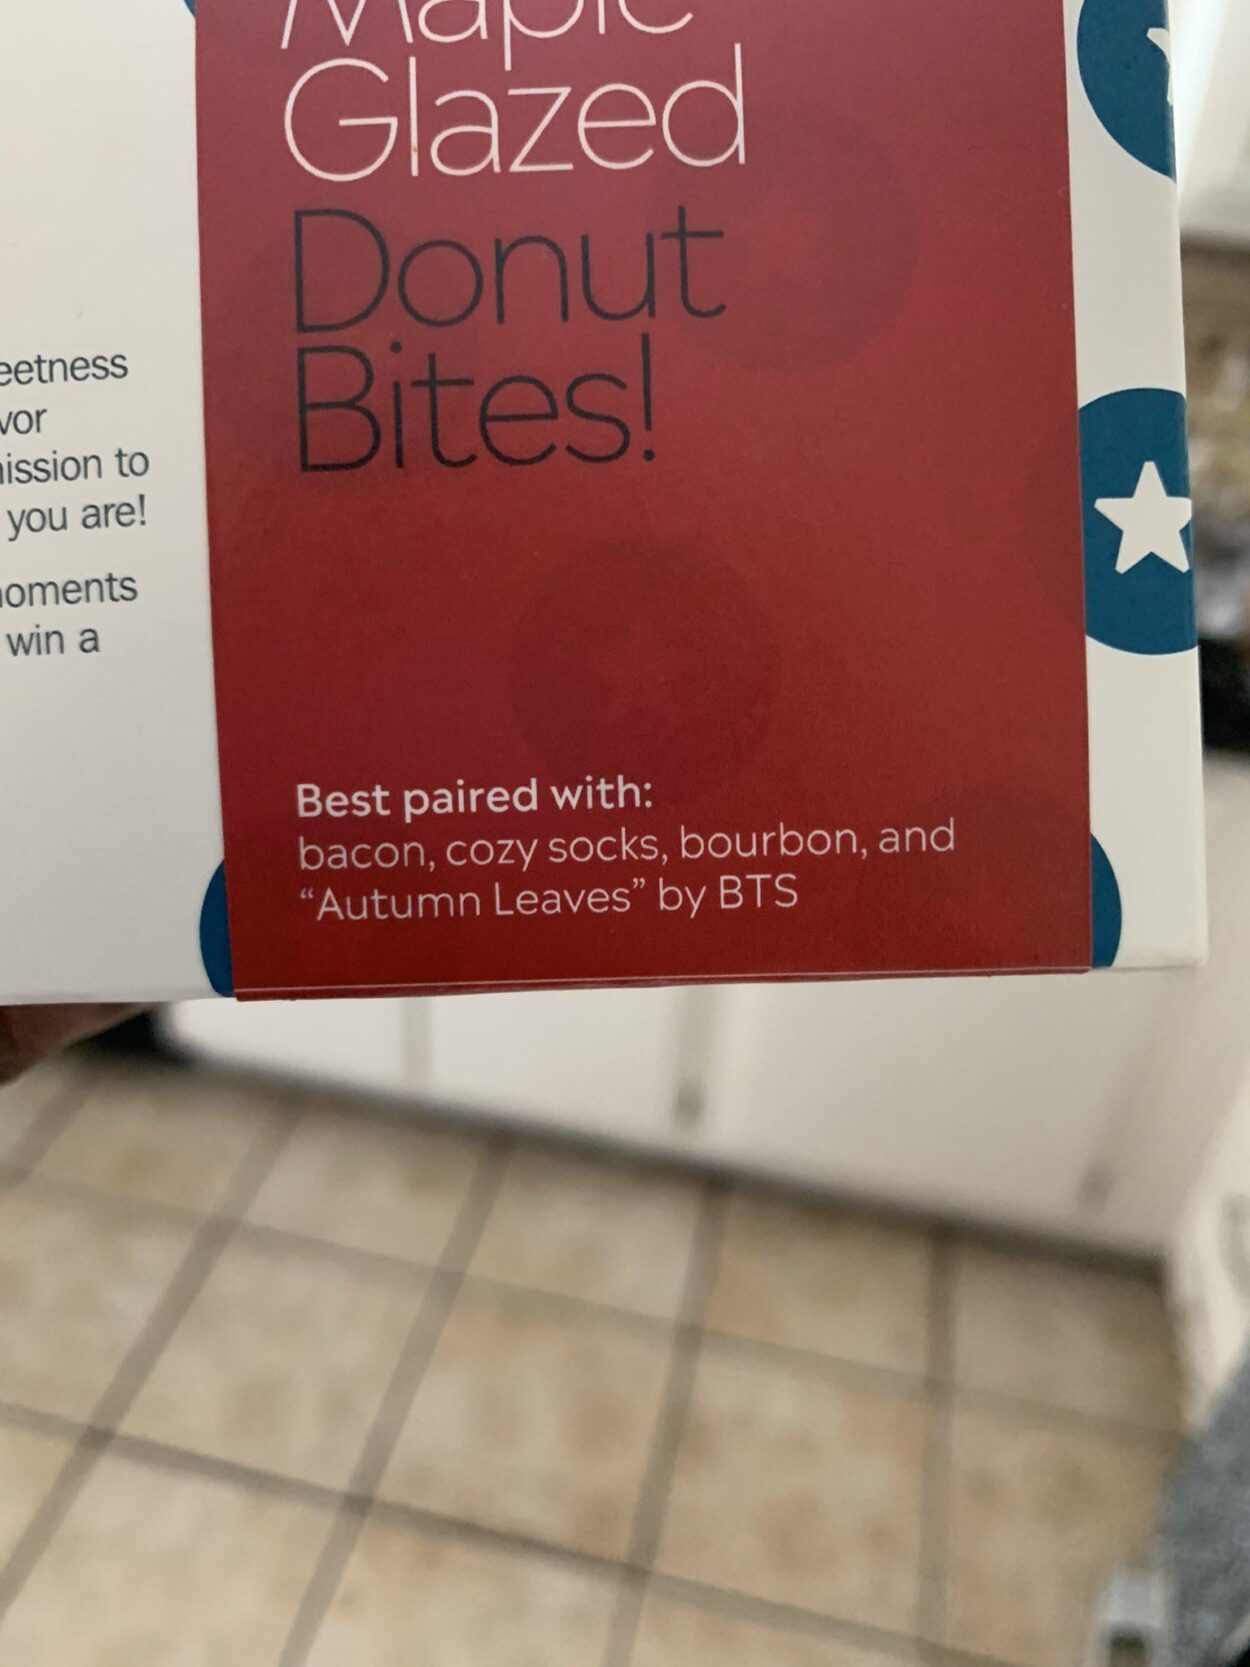 Maple
Glazed
Donut
Bites!
eetness
vor
ission to
you are!
oments
win a
Best paired with:
bacon, cozy socks, bourbon, and
“Autumn Leaves” by BTS